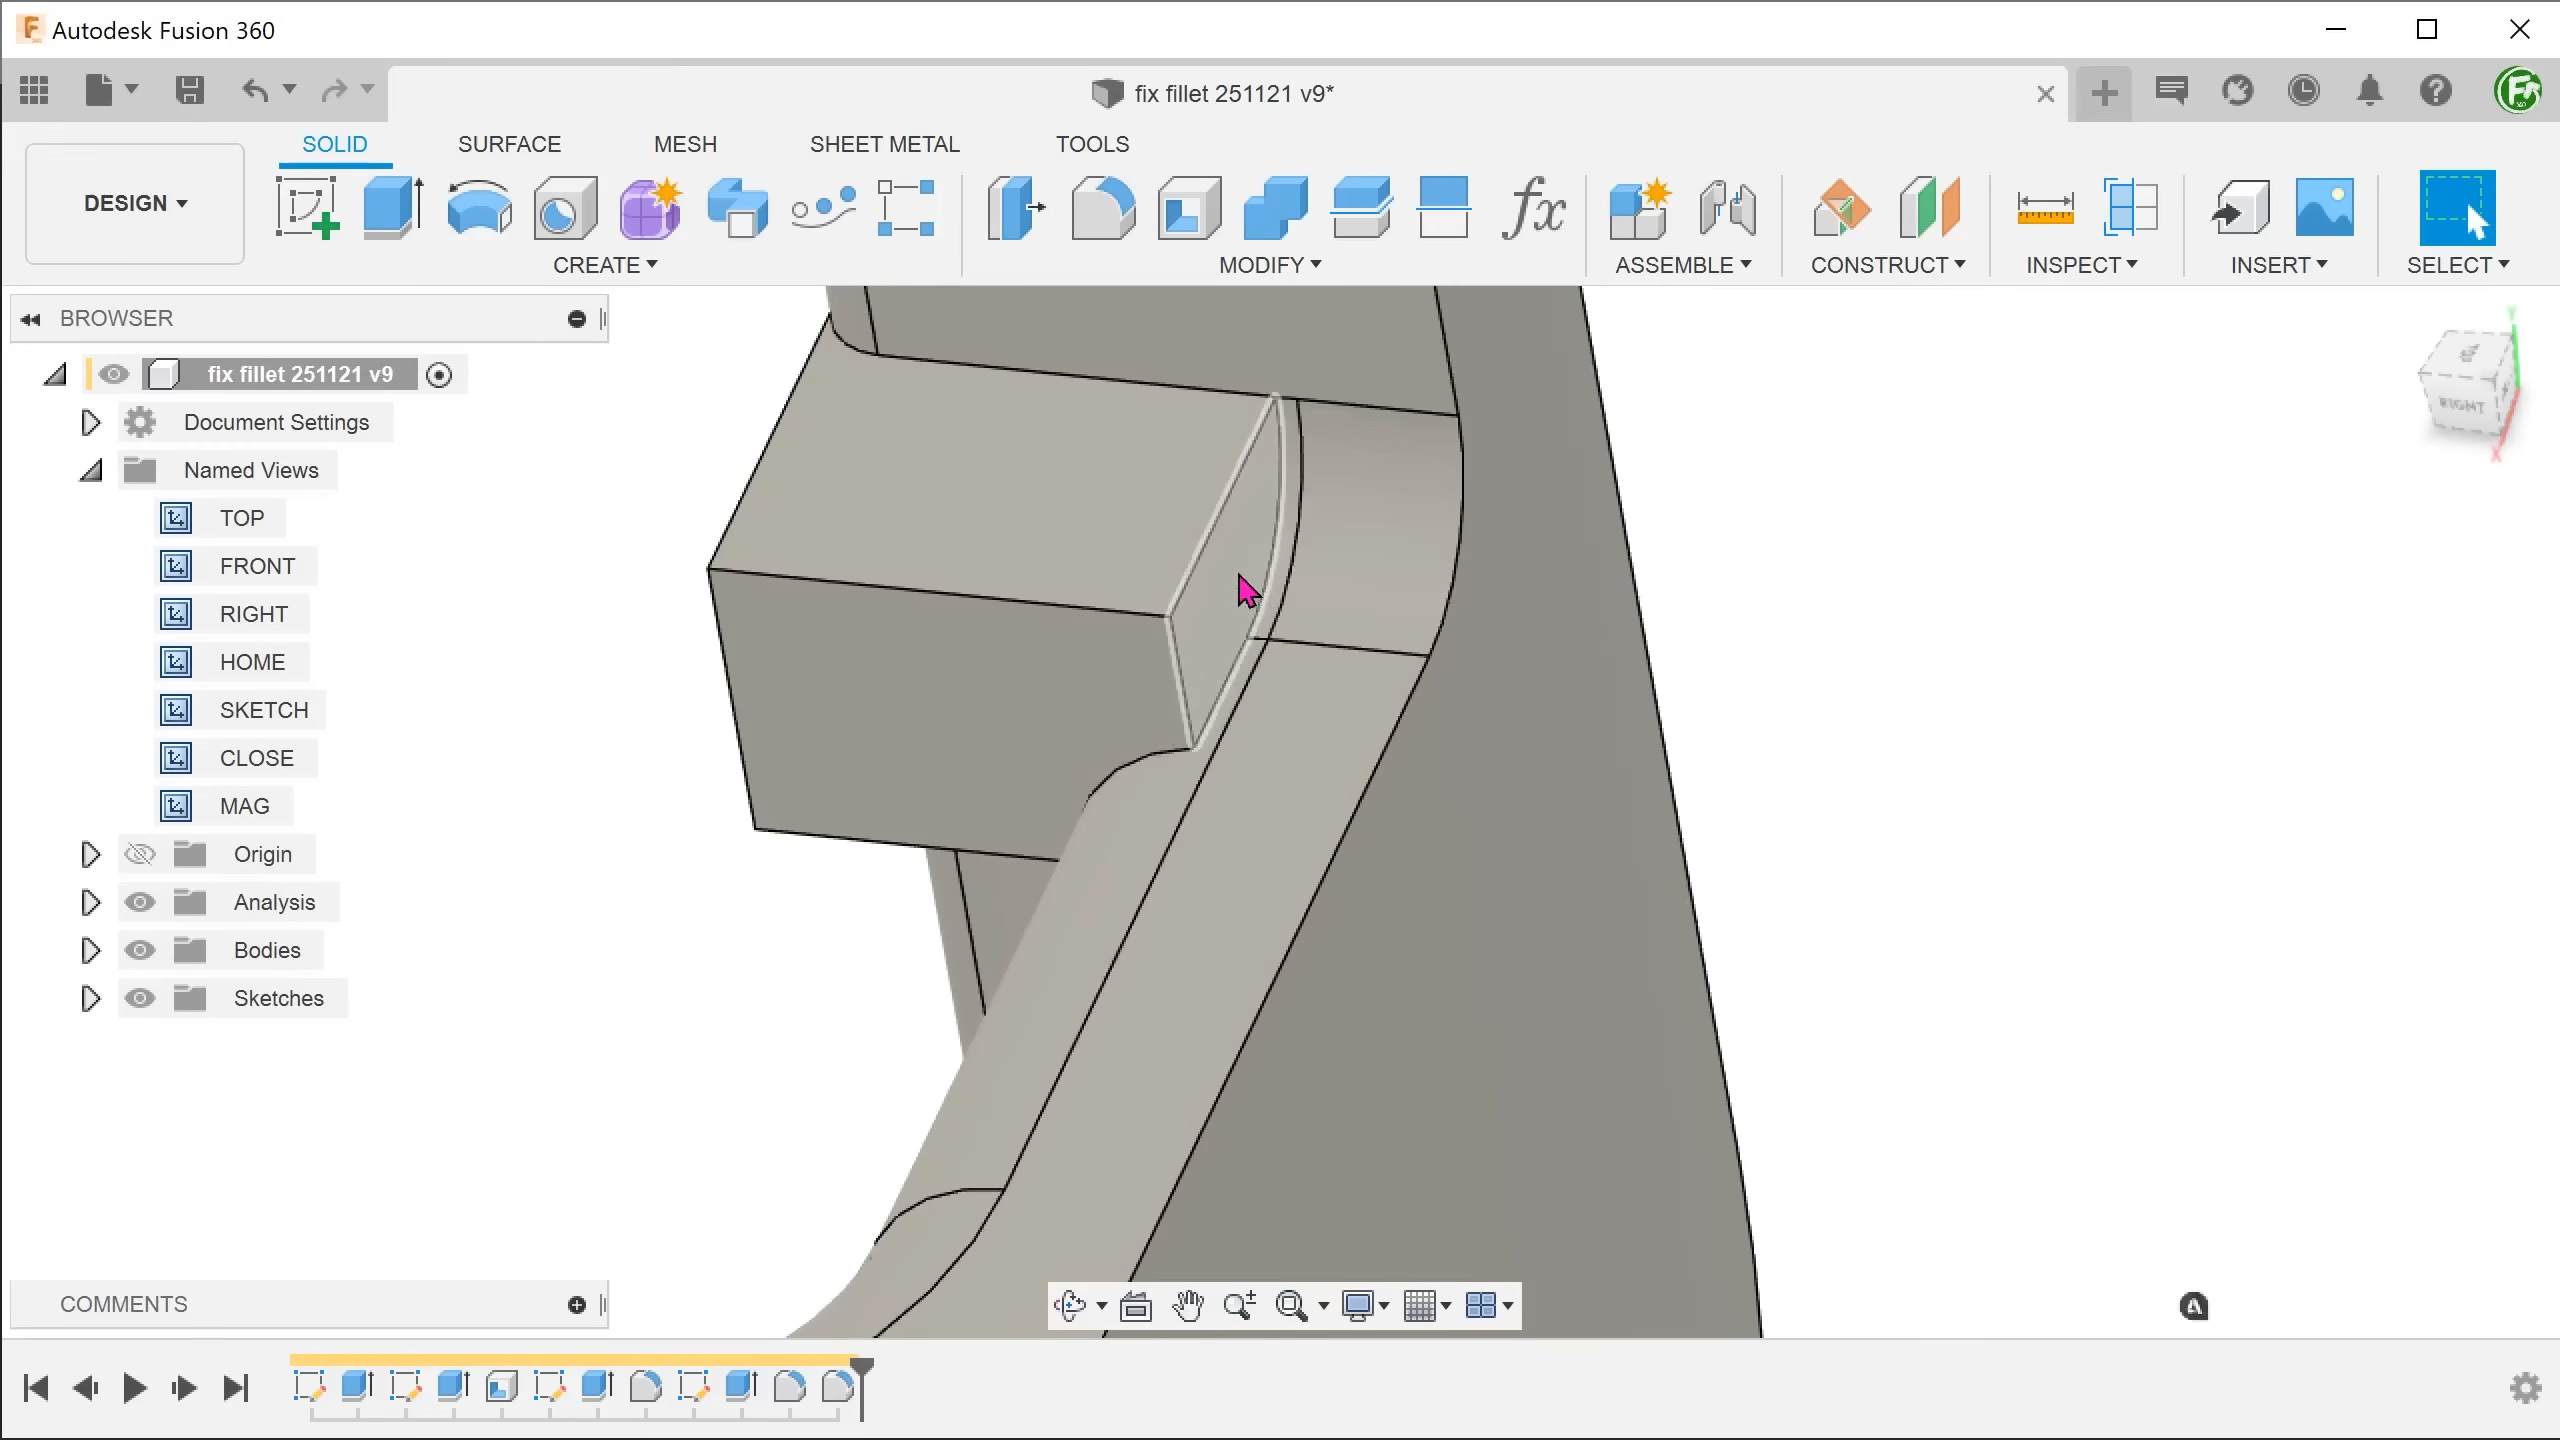 Autodesk Fusion 360
fix fillet 251121 v9*
SOLID SURFACE MESH SHEET METAL TOOLS
DESIGN
fx
CREATE MODIFY ASSEMBLE CONSTRUCT INSPECT INSERT SELECT
BROWSER
fix fillet 251121 v9
Document Settings
Named Views
TOP
FRONT
RIGHT
HOME
SKETCH
CLOSE
MAG
Origin
Analysis
Bodies
Sketches
RIGHT
Y
X
COMMENTS